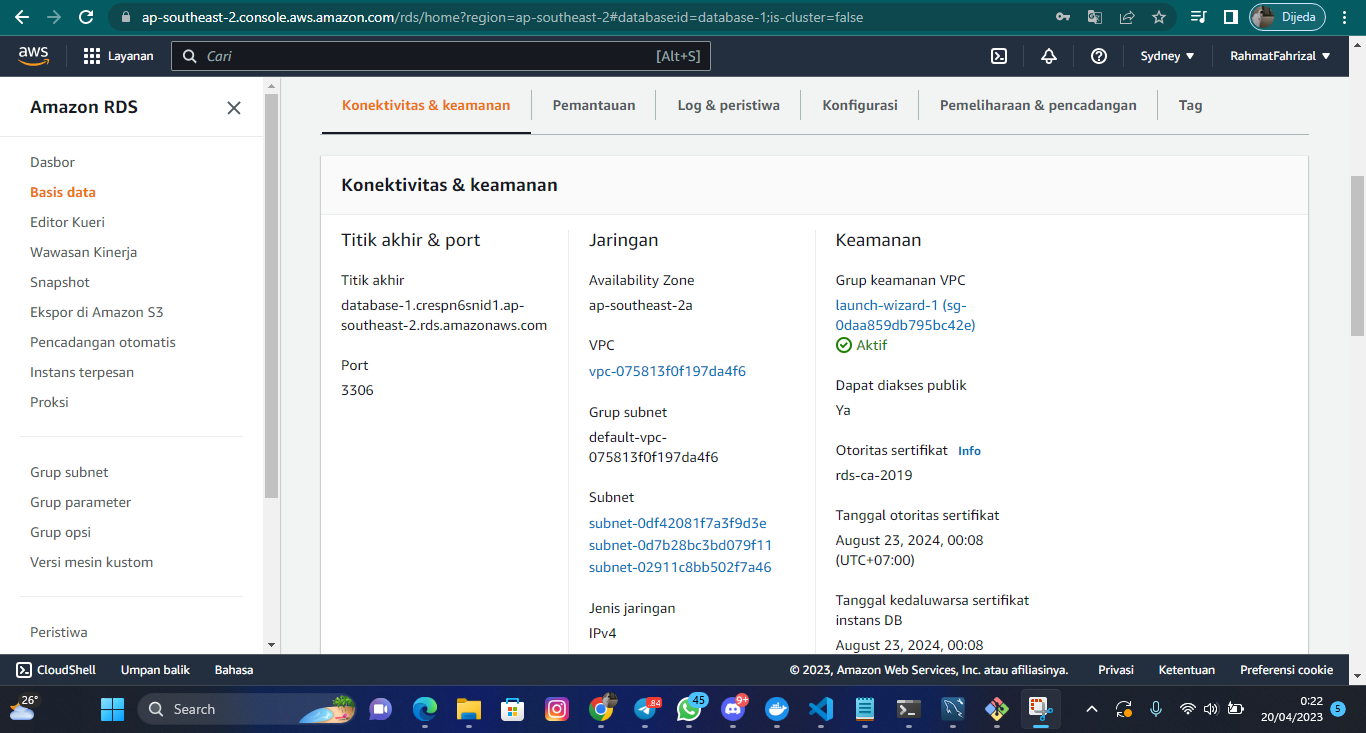 ap-southeast-2.console.aws.amazon.com/rds/home?region=ap-southeast-2#database:id=database-1;is-cluster=false
Dijeda
aws
Layanan
Cari
[Alt+S]
Sydney
RahmatFahrizal
Amazon RDS
Dasbor
Basis data
Editor Kueri
Wawasan Kinerja
Snapshot
Ekspor di Amazon S3
Pencadangan otomatis
Instans terpesan
Proksi
Grup subnet
Grup parameter
Grup opsi
Versi mesin kustom
Peristiwa
Konektivitas & keamanan
Pemantauan
Log & peristiwa
Konfigurasi
Pemeliharaan & pencadangan
Tag
Konektivitas & keamanan
Titik akhir & port
Titik akhir
database-1.crespn6snid1.ap-
southeast-2.rds.amazonaws.com
Port
3306
Jaringan
Availability Zone
ap-southeast-2a
VPC
vpc-075813f0f197da4f6
Grup subnet
default-vpc-
075813f0f197da4f6
Subnet
subnet-0df42081f7a3f9d3e
subnet-0d7b28bc3bd079f11
subnet-02911c8bb502f7a46
Jenis jaringan
IPv4
Keamanan
Grup keamanan VPC
launch-wizard-1 (sg-
0daa859db795bc42e)
Aktif
Dapat diakses publik
Ya
Otoritas sertifikat Info
rds-ca-2019
Tanggal otoritas sertifikat
August 23, 2024, 00:08
(UTC+07:00)
Tanggal kedaluwarsa sertifikat
instans DB
August 23, 2024, 00:08
CloudShell
Umpan balik
Bahasa
© 2023, Amazon Web Services, Inc. atau afiliasinya.
Privasi
Ketentuan
Preferensi cookie
26°
Search
84
45
9+
0:22
20/04/2023
5